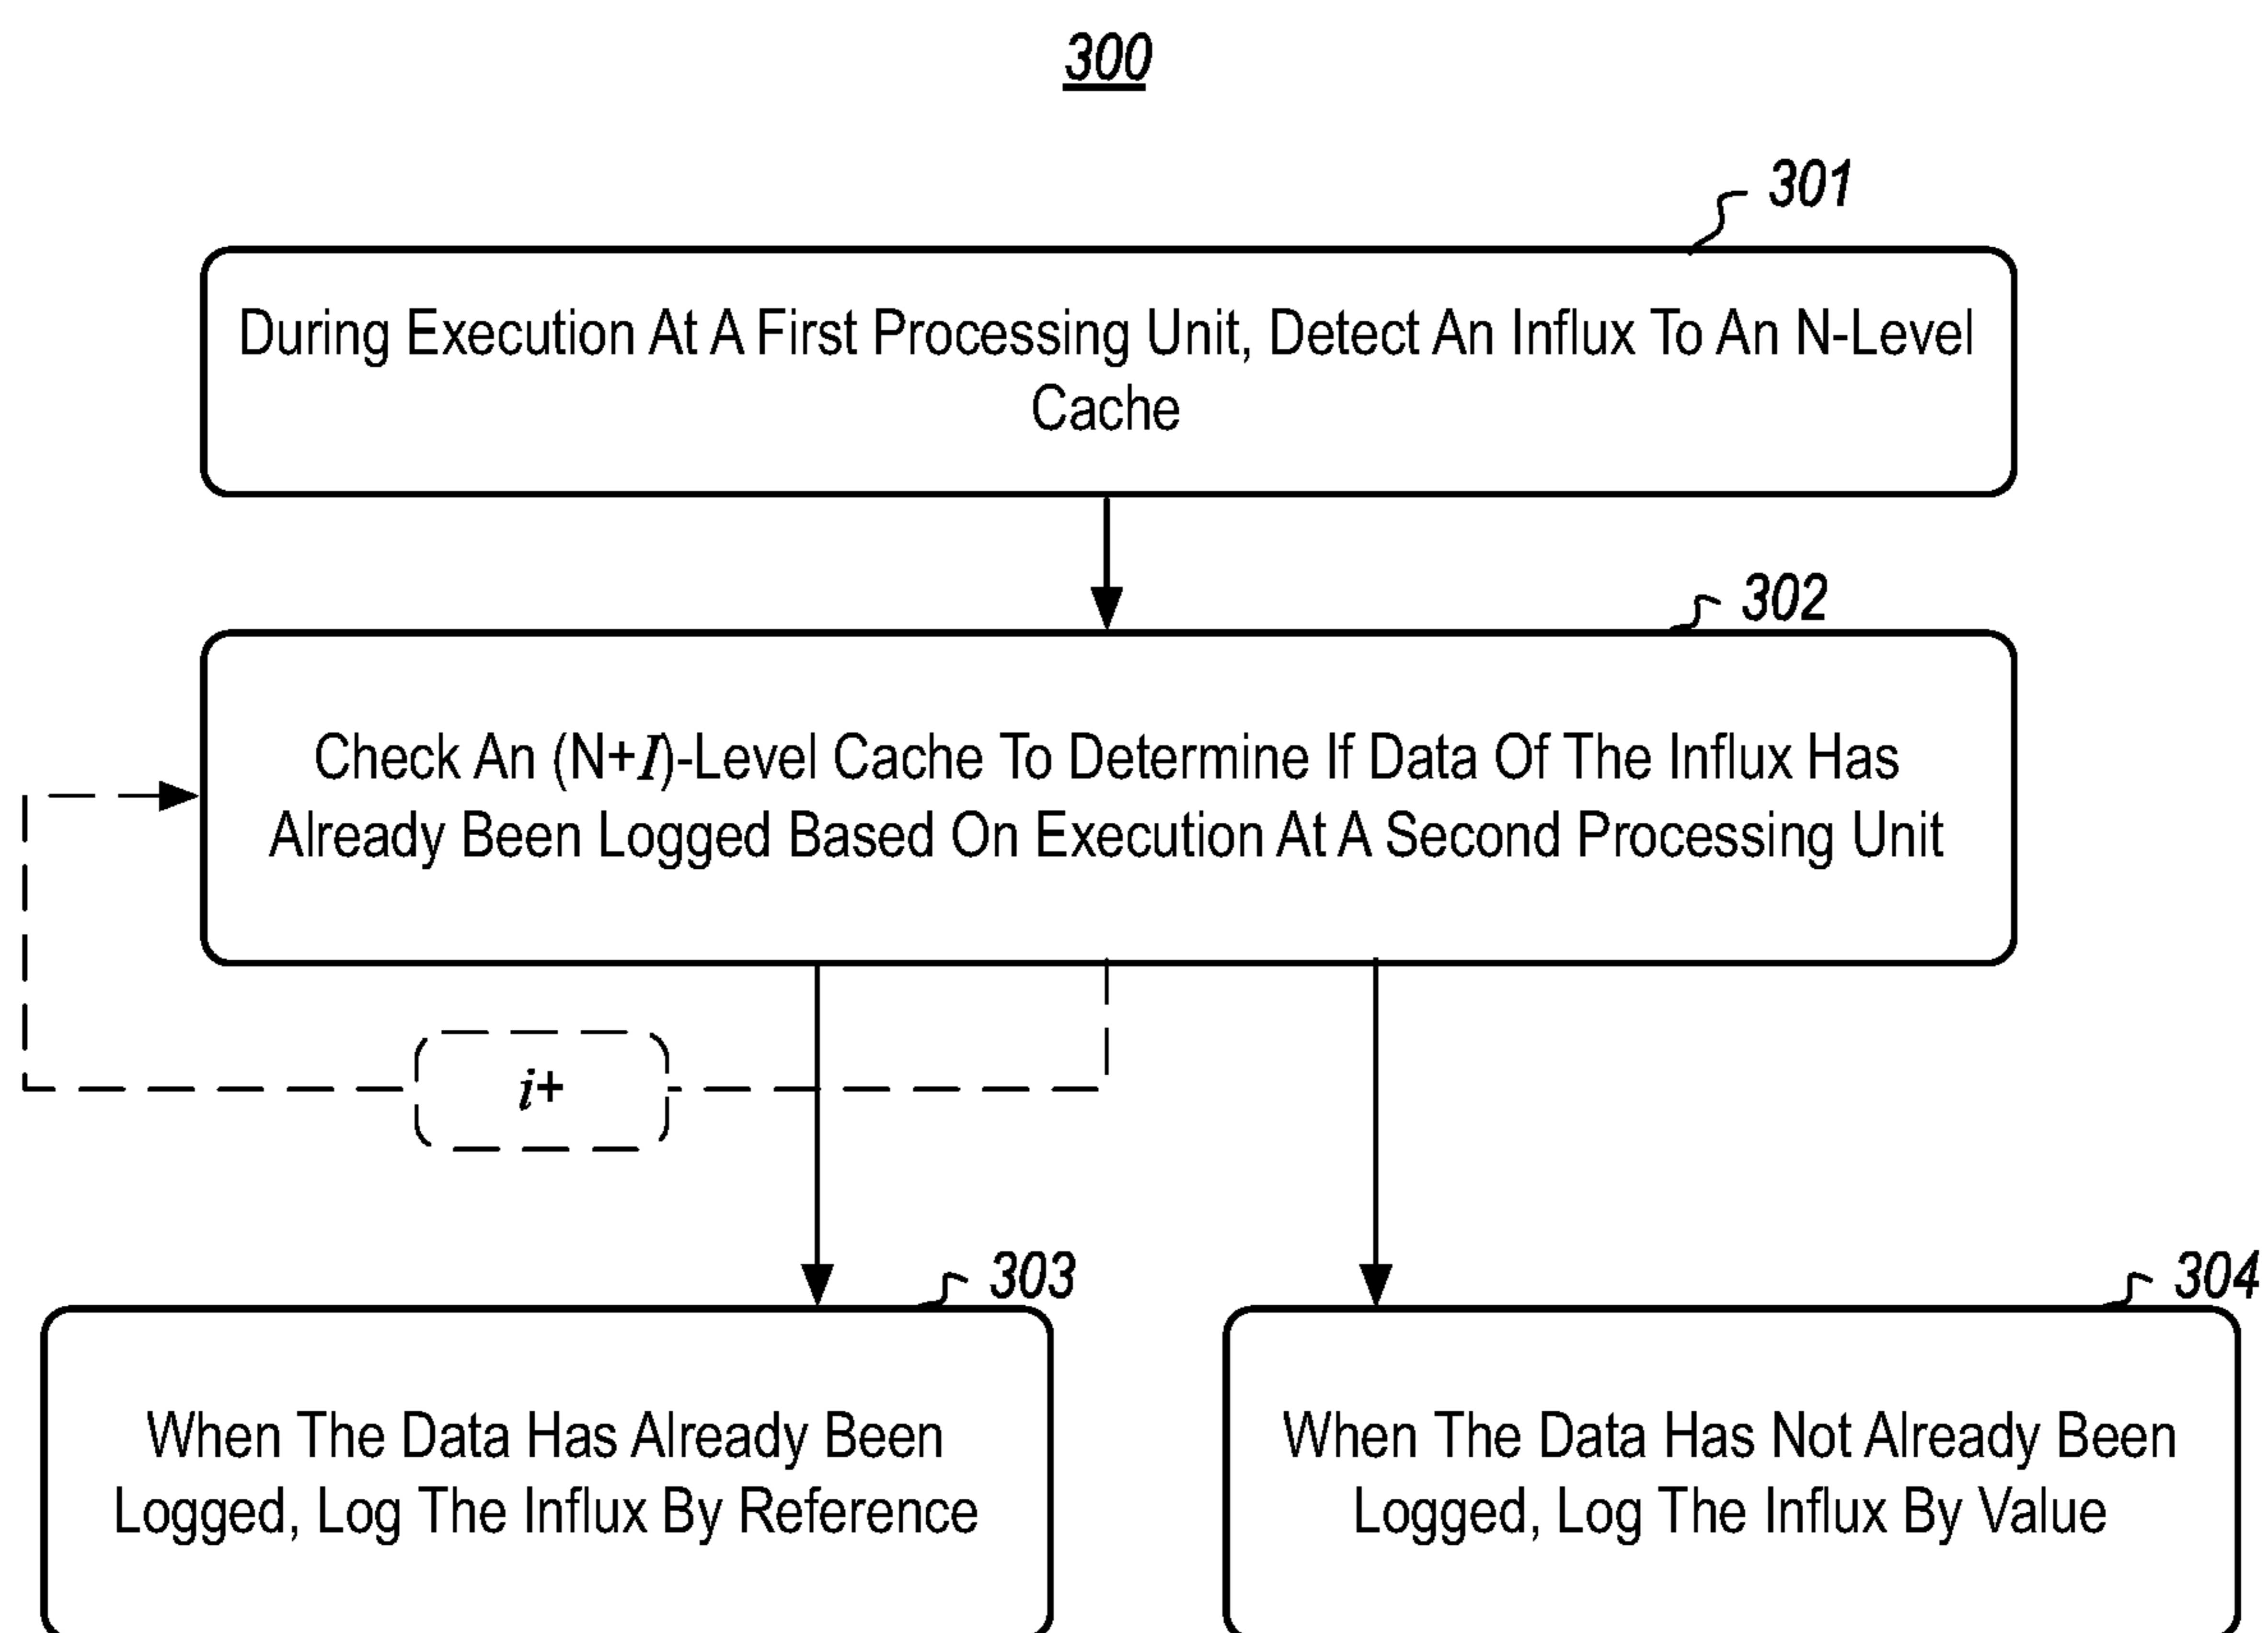 300
301
During Execution At A First Processing Unit, Detect An Influx To An N-Level
Cache
302
Check An (N+I)-Level Cache To Determine If Data Of The Influx Has
Already Been Logged Based On Execution At A Second Processing Unit
i+
303
304
When The Data Has Already Been
Logged, Log The Influx By Reference
When The Data Has Not Already Been
Logged, Log The Influx By Value